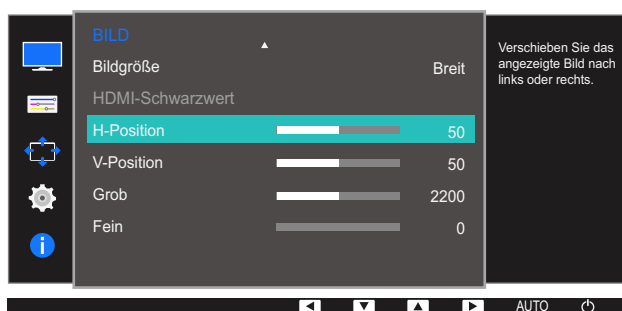 BILD
Bildgröße Breit
HDMI-Schwarzwert
H-Position 50
V-Position 50
Grob 2200
Fein 0
Verschieben Sie das
angezeigte Bild nach
links oder rechts.
AUTO